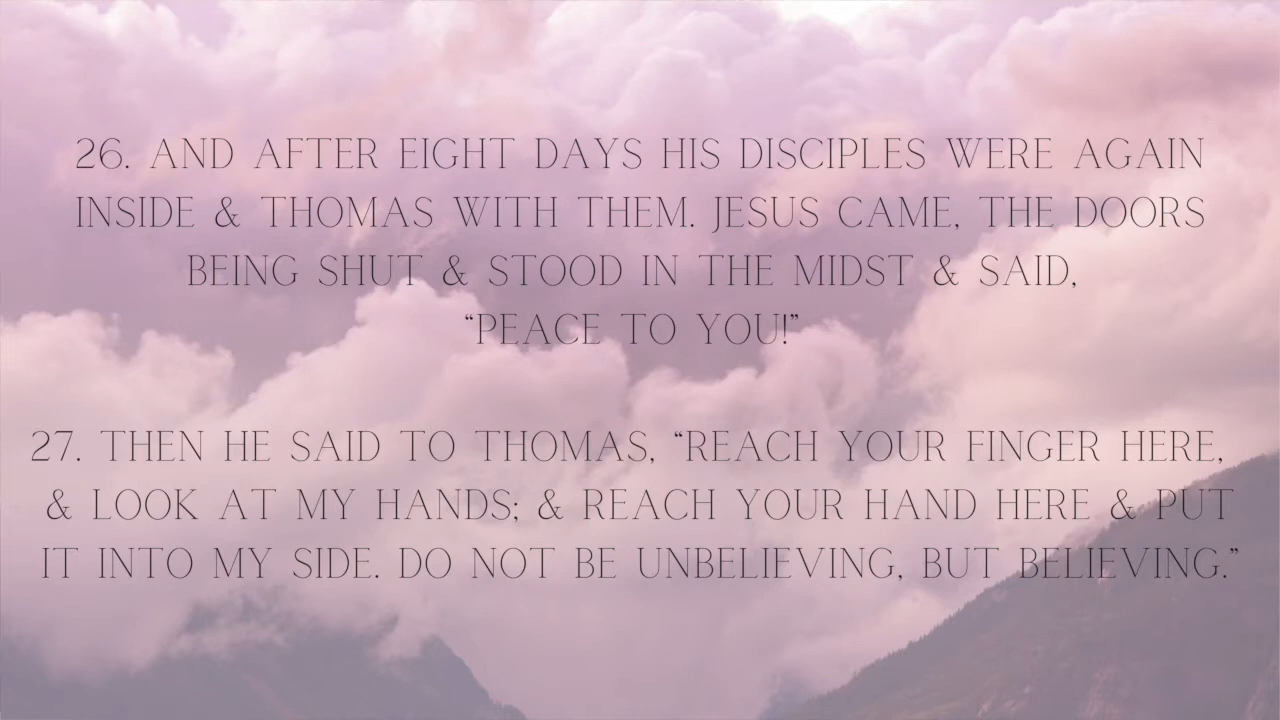 26. AND AFTER EIGHT DAYS HIS DISCIPLES WERE AGAIN
INSIDE & THOMAS WITH THEM. JESUS CAME, THE DOORS
BEING SHUT & STOOD IN THE MIDST & SAID,
“PEACE TO YOU!”
27. THEN HE SAID TO THOMAS, “REACH YOUR FINGER HERE,
& LOOK AT MY HANDS; & REACH YOUR HAND HERE & PUT
IT INTO MY SIDE. DO NOT BE UNBELIEVING, BUT BELIEVING.”